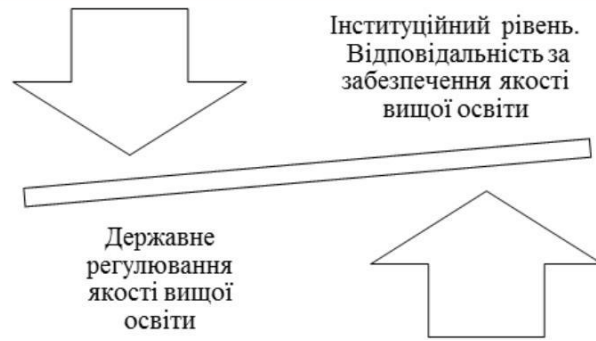 Інституційний рівень.
Відповідальність за
забезпечення якості
вищої освіти
Державне
регулювання
якості вищої
освіти